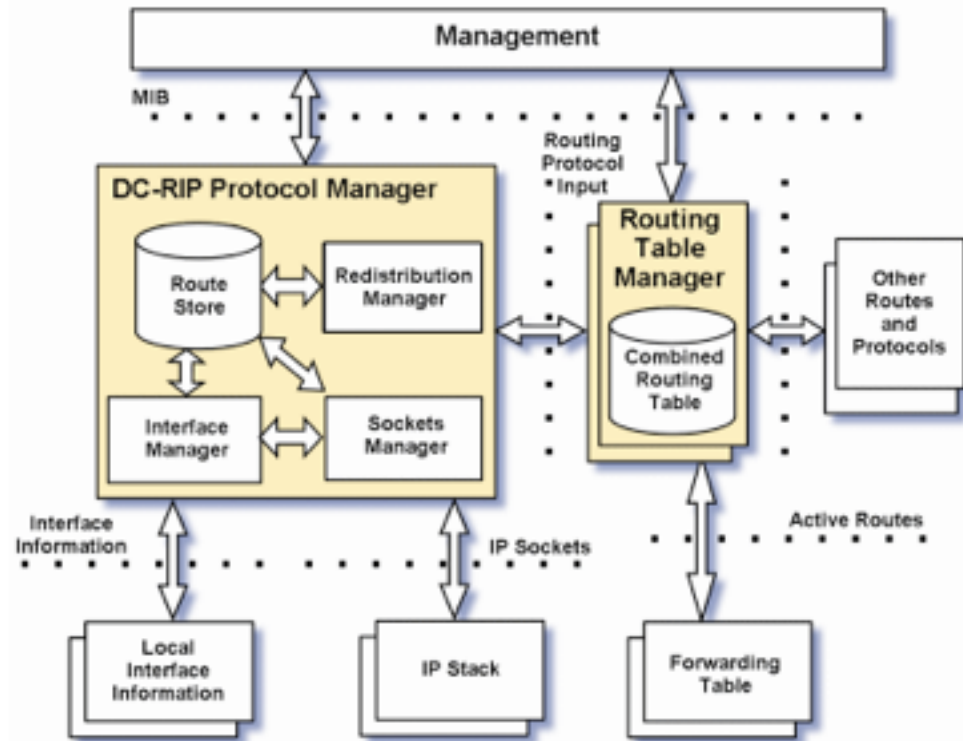 Management
MIB
Routing
Protocol
Input
DC-RIP Protocol Manager
Route
Store
Redistribution
Manager
Interface
Manager
Sockets
Manager
Routing
Table
Manager
Combined
Routing
Table
Other
Routes
and
Protocols
Interface
Information
IP Sockets
Active Routes
Local
Interface
Information
IP Stack
Forwarding
Table